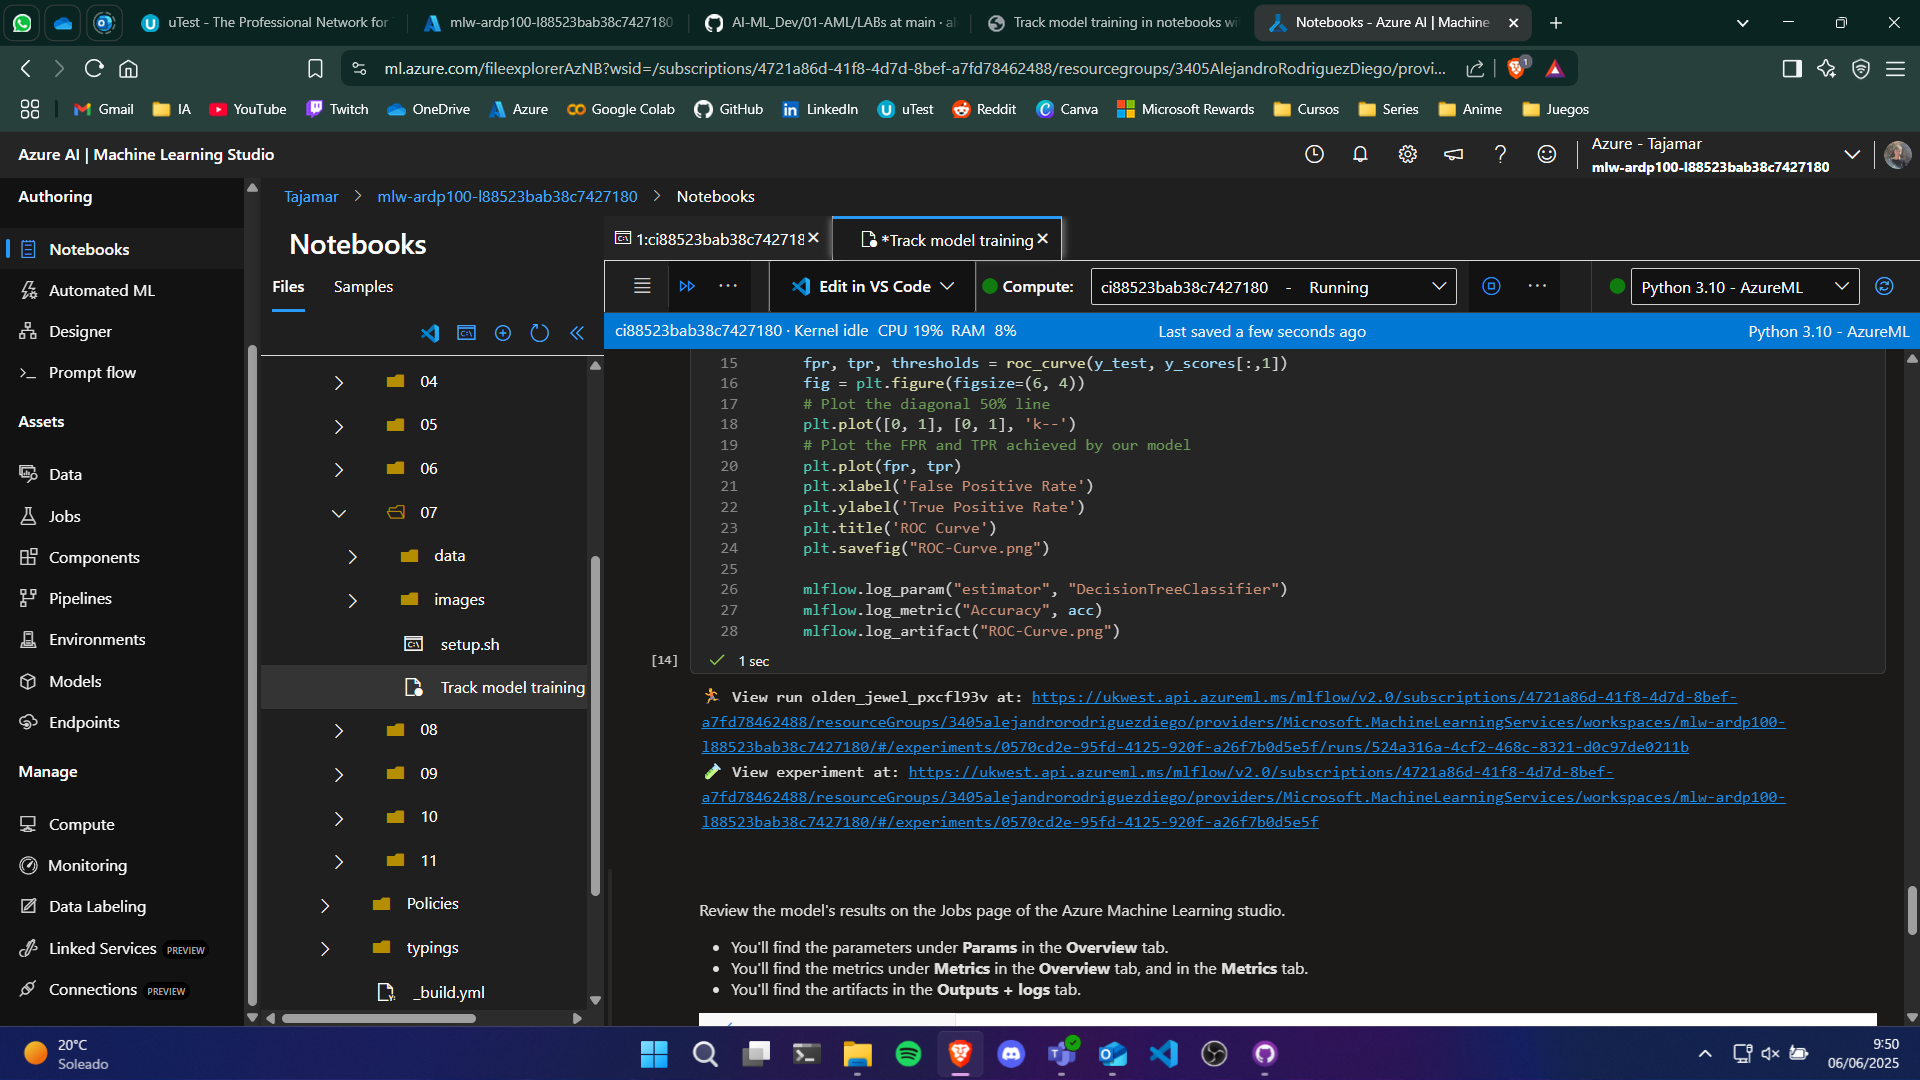 uTest - The Professional Network for
mlw-ardp100-l88523bab38c7427180
AI-ML_Dev/01-AML/LABs at main · al
Track model training in notebooks wi
Notebooks - Azure AI | Machine
ml.azure.com/fileexplorerAzNB?wsid=/subscriptions/4721a86d-41f8-4d7d-8bef-a7fd78462488/resourcegroups/3405AlejandroRodriguezDiego/provi...
1
Gmail
IA
YouTube
Twitch
OneDrive
Azure
Google Colab
GitHub
LinkedIn
uTest
Reddit
Canva
Microsoft Rewards
Cursos
Series
Anime
Juegos
Azure AI | Machine Learning Studio
Azure - Tajamar
mlw-ardp100-l88523bab38c7427180
Authoring
Notebooks
Automated ML
Designer
Prompt flow
Assets
Data
Jobs
Components
Pipelines
Environments
Models
Endpoints
Manage
Compute
Monitoring
Data Labeling
Linked Services PREVIEW
Connections PREVIEW
Tajamar > mlw-ardp100-l88523bab38c7427180 > Notebooks
Notebooks
Files
Samples
04
05
06
07
data
images
setup.sh
Track model training
08
09
10
11
Policies
typings
_build.yml
1:ci88523bab38c742718
*Track model training
Edit in VS Code
Compute:
ci88523bab38c7427180 - Running
Python 3.10 - AzureML
ci88523bab38c7427180 · Kernel idle CPU 19% RAM 8%
Last saved a few seconds ago
Python 3.10 - AzureML
15 fpr, tpr, thresholds = roc_curve(y_test, y_scores[:,1])
16 fig = plt.figure(figsize=(6, 4))
17 # Plot the diagonal 50% line
18 plt.plot([0, 1], [0, 1], 'k--')
19 # Plot the FPR and TPR achieved by our model
20 plt.plot(fpr, tpr)
21 plt.xlabel('False Positive Rate')
22 plt.ylabel('True Positive Rate')
23 plt.title('ROC Curve')
24 plt.savefig("ROC-Curve.png")
25
26 mlflow.log_param("estimator", "DecisionTreeClassifier")
27 mlflow.log_metric("Accuracy", acc)
28 mlflow.log_artifact("ROC-Curve.png")
[14] 1 sec
View run olden_jewel_pxcfl93v at: https://ukwest.api.azureml.ms/mlflow/v2.0/subscriptions/4721a86d-41f8-4d7d-8bef-
a7fd78462488/resourceGroups/3405alejandrorodriguezdiego/providers/Microsoft.MachineLearningServices/workspaces/mlw-ardp100-
l88523bab38c7427180/#/experiments/0570cd2e-95fd-4125-920f-a26f7b0d5e5f/runs/524a316a-4cf2-468c-8321-d0c97de0211b
View experiment at: https://ukwest.api.azureml.ms/mlflow/v2.0/subscriptions/4721a86d-41f8-4d7d-8bef-
a7fd78462488/resourceGroups/3405alejandrorodriguezdiego/providers/Microsoft.MachineLearningServices/workspaces/mlw-ardp100-
l88523bab38c7427180/#/experiments/0570cd2e-95fd-4125-920f-a26f7b0d5e5f
Review the model's results on the Jobs page of the Azure Machine Learning studio.
• You'll find the parameters under Params in the Overview tab.
• You'll find the metrics under Metrics in the Overview tab, and in the Metrics tab.
• You'll find the artifacts in the Outputs + logs tab.
20°C
Soleado
9:50
06/06/2025